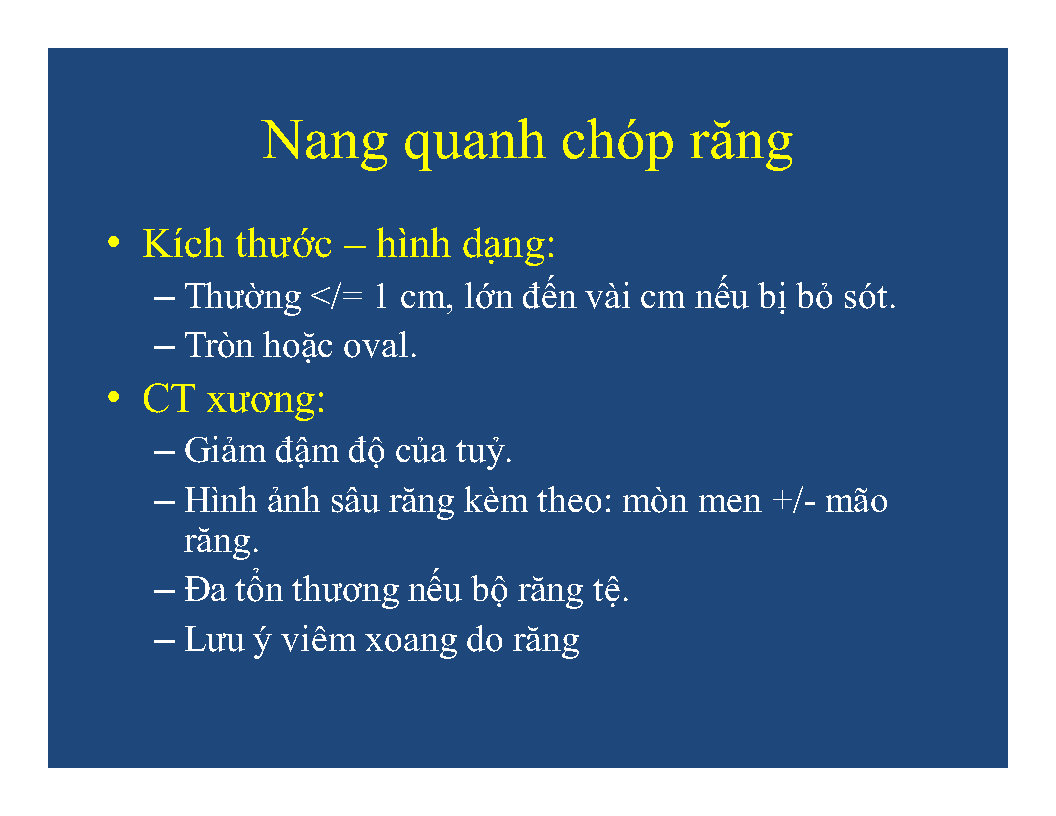 Nang quanh chóp răng
• Kích thước – hình dạng:
– Thường </= 1 cm, lớn đến vài cm nếu bị bỏ sót.
– Tròn hoặc oval.
• CT xương:
– Giảm đậm độ của tuỷ.
– Hình ảnh sâu răng kèm theo: mòn men +/- mão
răng.
– Đa tổn thương nếu bộ răng tệ.
– Lưu ý viêm xoang do răng